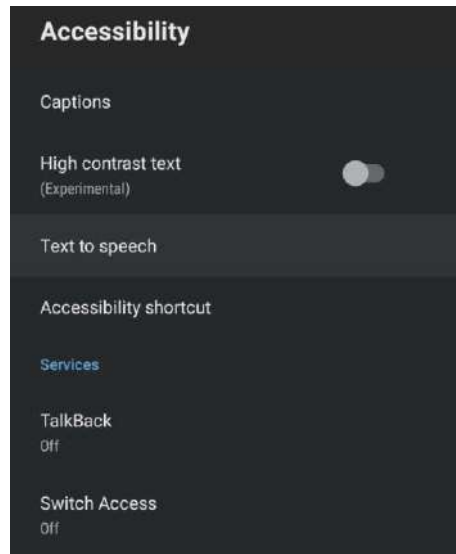 Accessibility
Captions
High contrast text
(Experimental)
Text to speech
Accessibility shortcut
Services
TalkBack
Off
Switch Access
Off